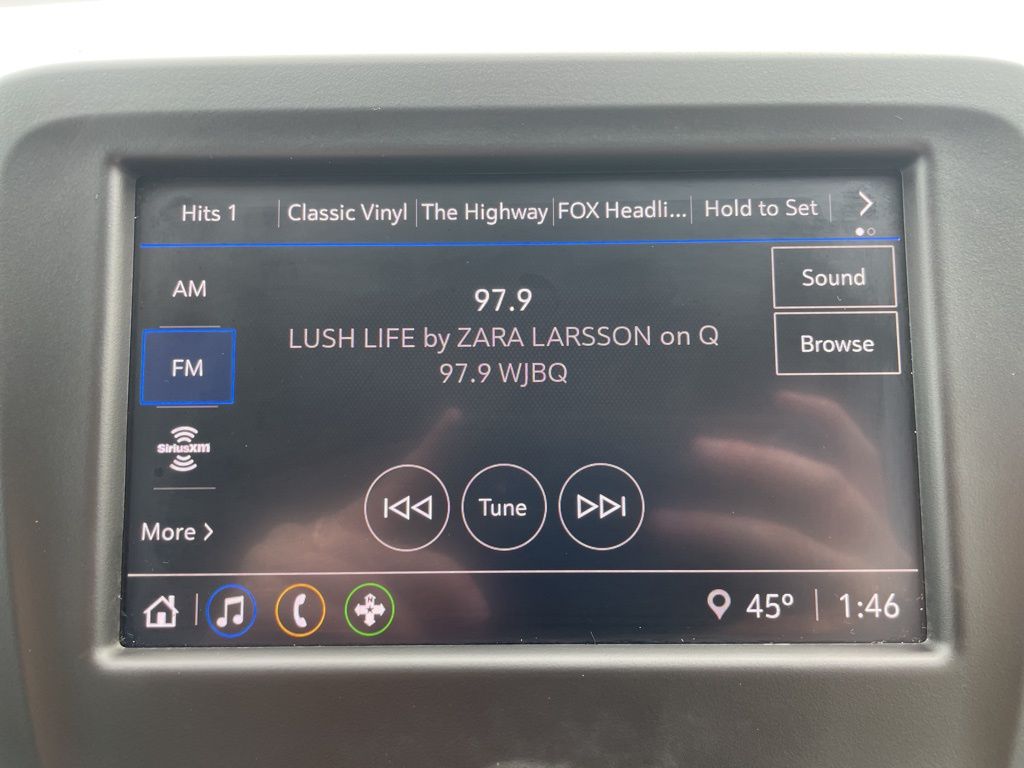 Hits 1 Classic Vinyl The Highway FOX Headli... Hold to Set
AM
97.9
Sound
LUSH LIFE by ZARA LARSSON on Q
97.9 WJBQ
Browse
FM
SiriusXM
Tune
More
N
45° 1:46